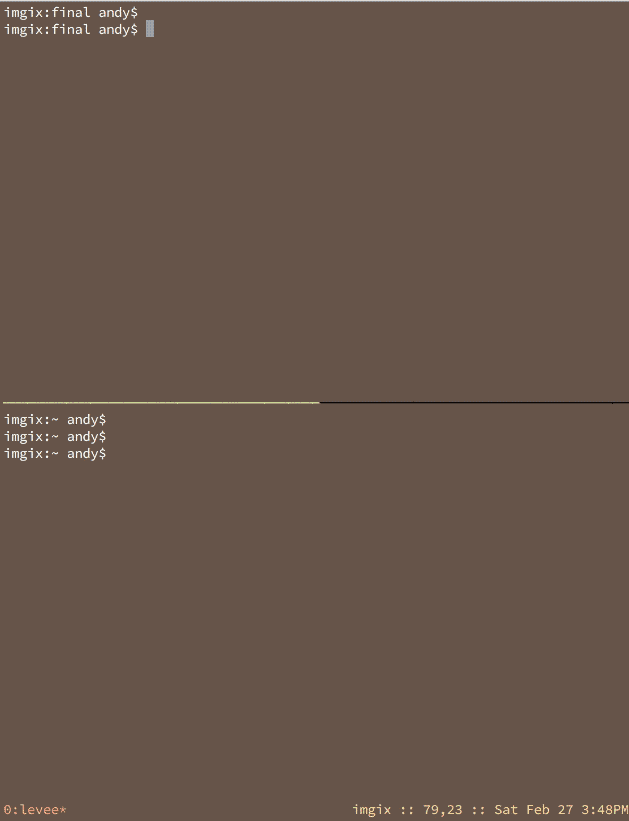 imgix:final andy$
imgix:final andy$
imgix:~ andy$
imgix:~ andy$
imgix:~ andy$
0:levee* imgix :: 79,23 :: Sat Feb 27 3:48PM